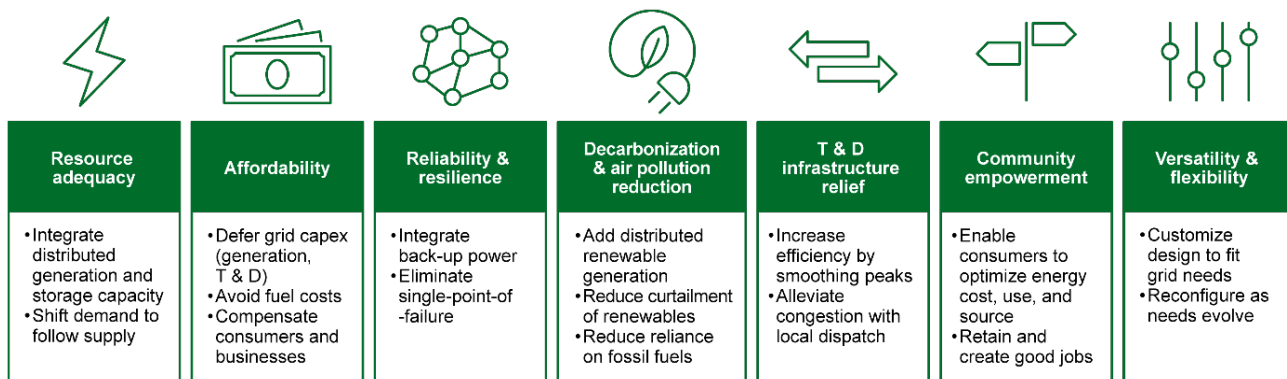 Resource
adequacy
•Integrate
distributed
generation and
storage capacity
•Shift demand to
follow supply
Affordability
•Defer grid capex
(generation,
T & D)
•Avoid fuel costs
•Compensate
consumers and
businesses
Reliability &
resilience
•Integrate
back-up power
•Eliminate
single-point-of
-failure
Decarbonization
& air pollution
reduction
•Add distributed
renewable
generation
•Reduce curtailment
of renewables
•Reduce reliance
on fossil fuels
T & D
infrastructure
relief
•Increase
efficiency by
smoothing peaks
•Alleviate
congestion with
local dispatch
Community
empowerment
•Enable
consumers to
optimize energy
cost, use, and
source
•Retain and
create good jobs
Versatility &
flexibility
•Customize
design to fit
grid needs
•Reconfigure as
needs evolve